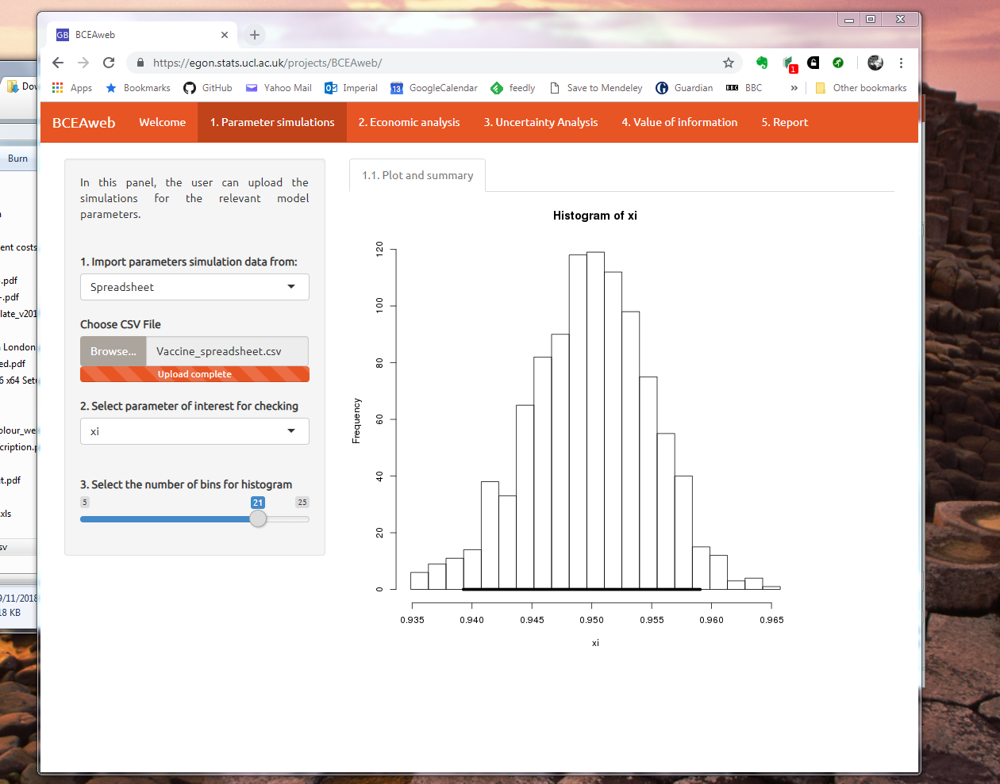 BCEAweb
https://egon.stats.ucl.ac.uk/projects/BCEAweb/
1
Apps Bookmarks GitHub Yahoo Mail Imperial 13 GoogleCalendar feedly Save to Mendeley Guardian BBC BBC » Other bookmarks
BCEAweb Welcome 1. Parameter simulations 2. Economic analysis 3. Uncertainty Analysis 4. Value of information 5. Report
In this panel, the user can upload the
simulations for the relevant model
parameters.
1. Import parameters simulation data from:
Spreadsheet
Choose CSV File
Browse... Vaccine_spreadsheet.csv
Upload complete
2. Select parameter of interest for checking
xi
3. Select the number of bins for histogram
5 21 25
1.1. Plot and summary
Histogram of xi
Frequency
120
100
80
60
40
20
0
0.935 0.940 0.945 0.950 0.955 0.960 0.965
xi
GB
Burn
ent costs
.pdf
-.pdf
late_v201
London
ed.pdf
6 x64 Setu
olour_we
cription.p
t.pdf
xls
sv
9/11/2018
18 KB